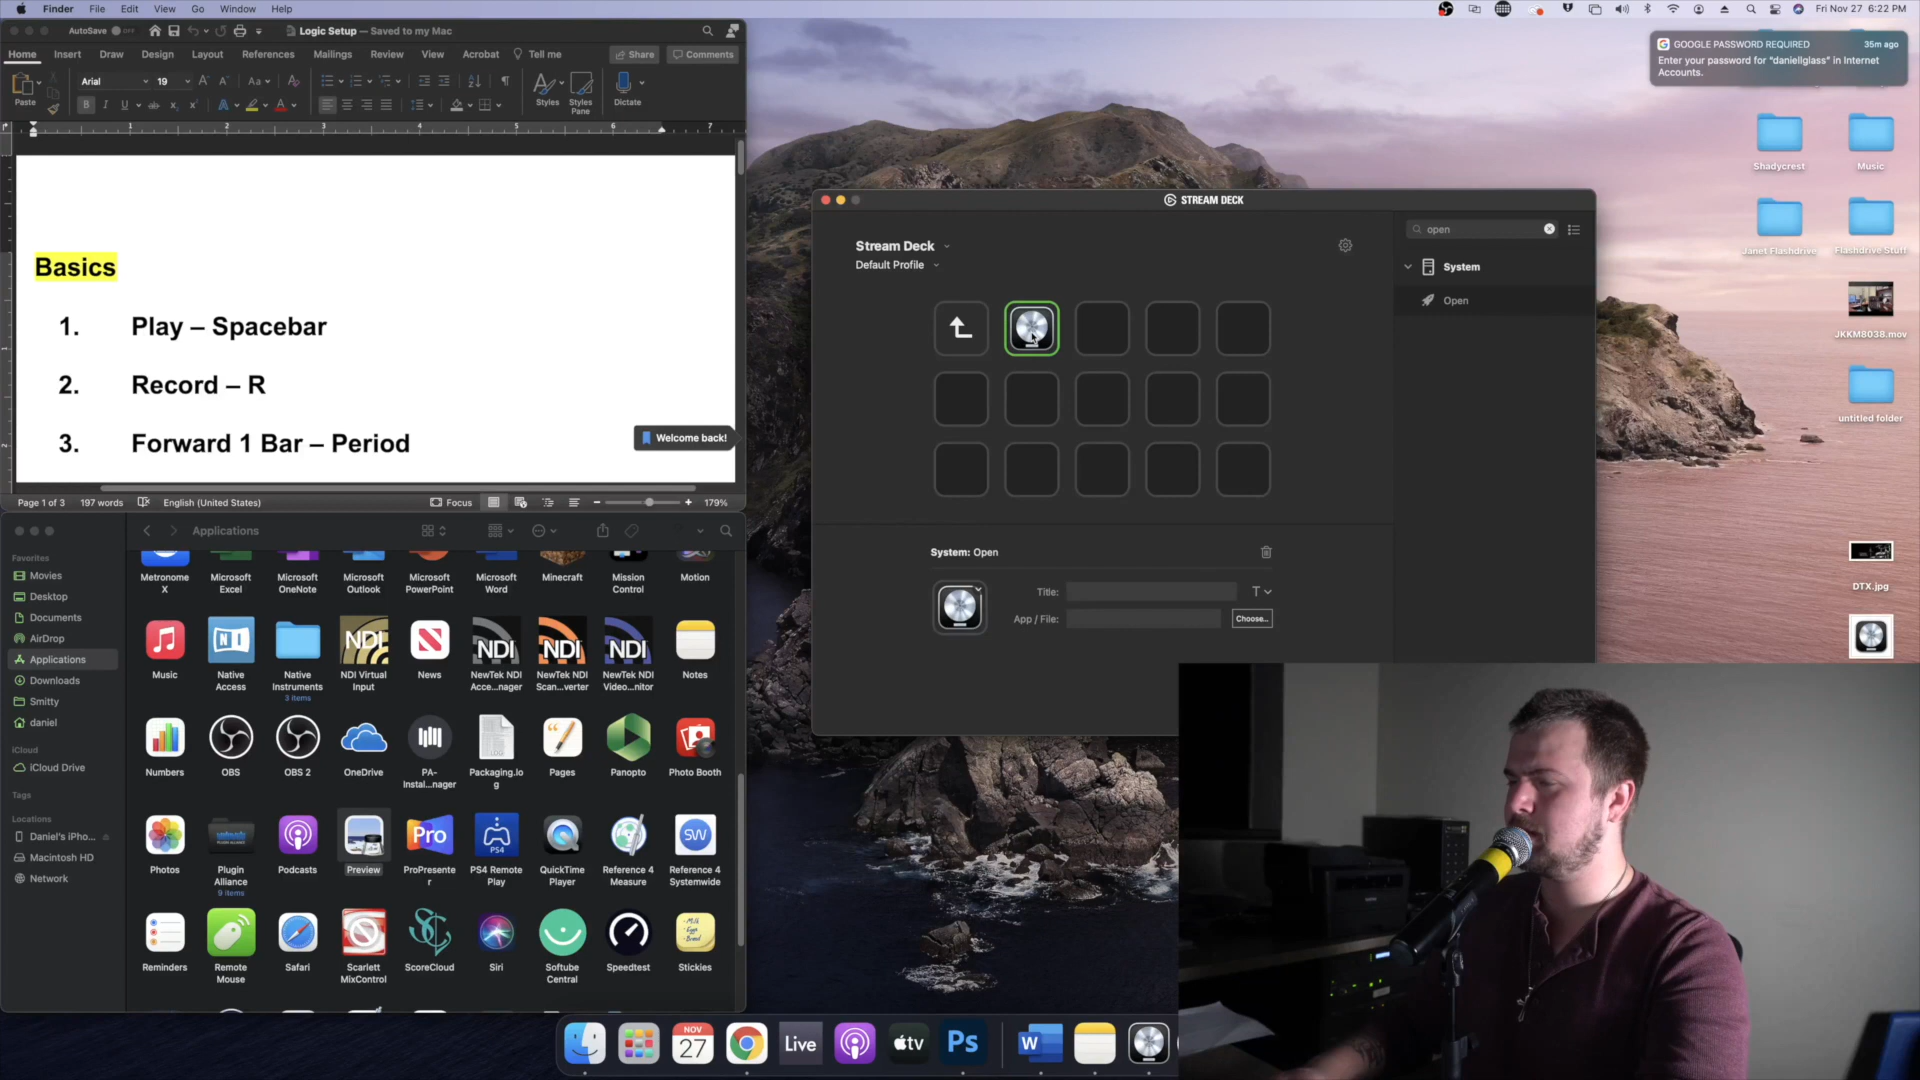 Finder File Edit View Go Window Help
Fri Nov 27 6:22 PM
AutoSave OFF
Logic Setup — Saved to my Mac
Home Insert Draw Design Layout References Mailings Review View Acrobat Tell me
Share Comments
Paste
Arial 19
Styles
Styles Pane
Dictate
1 2 3 4 5 6 7
Basics
1. Play – Spacebar
2. Record – R
3. Forward 1 Bar – Period
Welcome back!
Page 1 of 3 197 words English (United States)
Focus
179%
Applications
Favorites
Movies
Desktop
Documents
AirDrop
Applications
Downloads
Smitty
daniel
iCloud
iCloud Drive
Tags
Locations
Daniel's iPho...
Macintosh HD
Network
Metronome X
Microsoft Excel
Microsoft OneNote
Microsoft Outlook
Microsoft PowerPoint
Microsoft Word
Minecraft
Mission Control
Motion
Music
Native Access
Native Instruments
3 items
NDI Virtual Input
News
NewTek NDI Acce...nager
NewTek NDI Scan...verter
NewTek NDI Video...nitor
Notes
Numbers
OBS
OBS 2
OneDrive
PA-Instal...nager
Packaging.log
Pages
Panopto
Photo Booth
Photos
Plugin Alliance
9 items
Podcasts
Preview
ProPresenter
PS4 Remote Play
QuickTime Player
Reference 4 Measure
Reference 4 Systemwide
Reminders
Remote Mouse
Safari
Scarlett MixControl
ScoreCloud
Siri
Softube Central
Speedtest
Stickies
STREAM DECK
Stream Deck
Default Profile
open
System
Open
System: Open
Title:
App / File:
Choose...
GOOGLE PASSWORD REQUIRED 35m ago
Enter your password for "daniellglass" in Internet Accounts.
Shadycrest
Music
Janet Flashdrive
Flashdrive Stuff
JKKM8038.mov
untitled folder
DTX.jpg
NOV
27
Live
tv
Ps
W